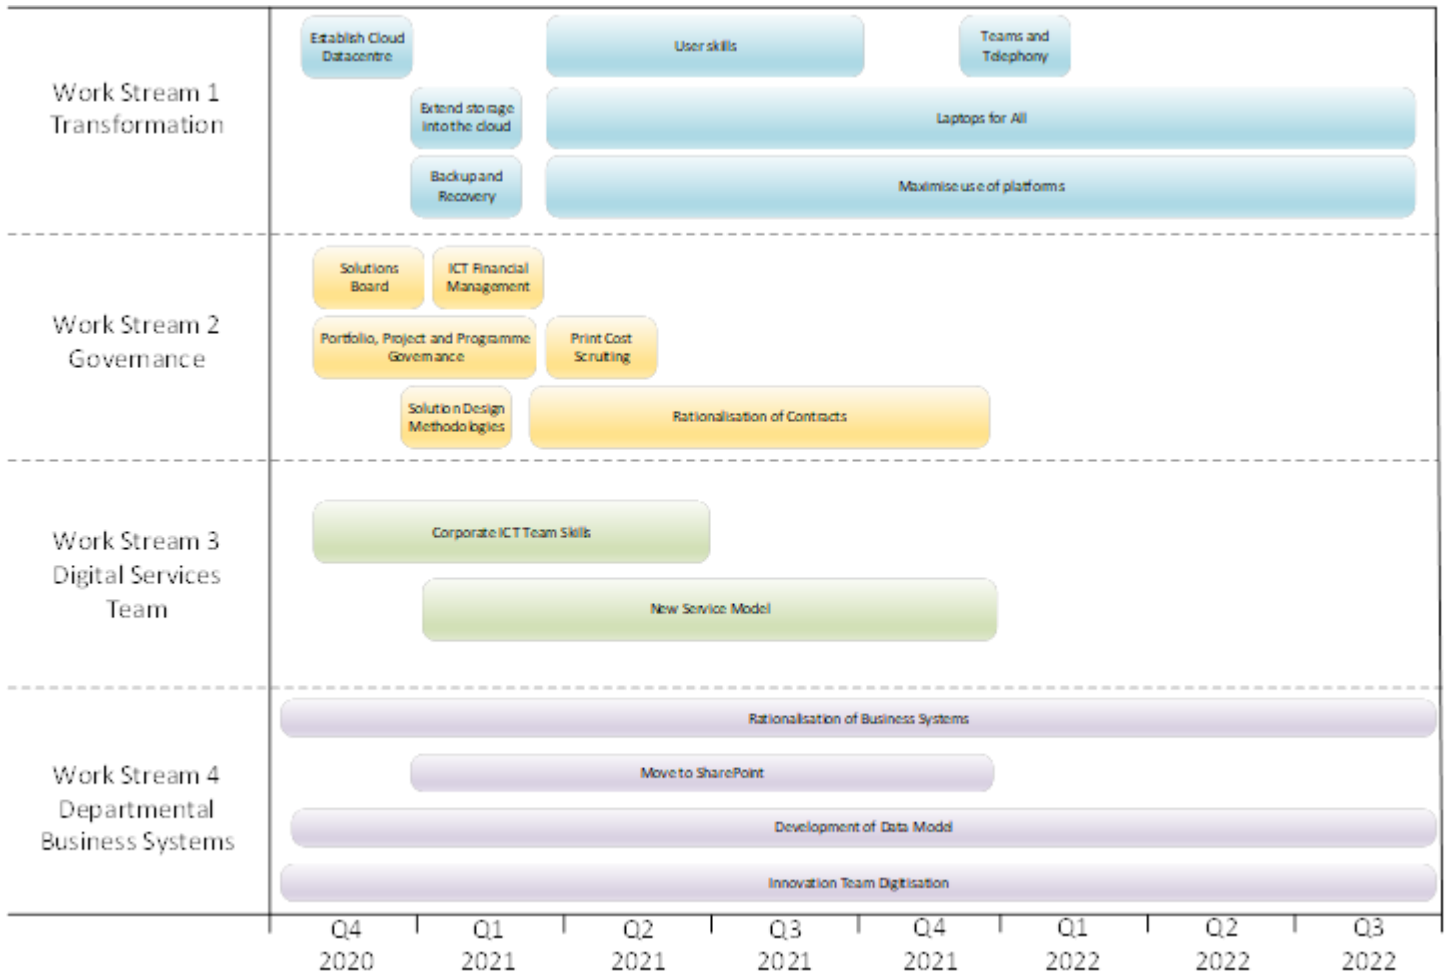 Work Stream 1
Transformation
Establish Cloud
Datacentre
User skills
Teams and
Telephony
Extend storage
into the cloud
Laptops for All
Backup and
Recovery
Maximise use of platforms
Work Stream 2
Governance
Solutions
Board
ICT Financial
Management
Portfolio, Project and Programme
Governance
Print Cost
Scrutiing
Solution Design
Methodologies
Rationalisation of Contracts
Work Stream 3
Digital Services
Team
Corporate ICT Team Skills
New Service Model
Work Stream 4
Departmental
Business Systems
Rationalisation of Business Systems
Move to SharePoint
Development of Data Model
Innovation Team Digitisation
Q4
2020
Q1
2021
Q2
2021
Q3
2021
Q4
2021
Q1
2022
Q2
2022
Q3
2022